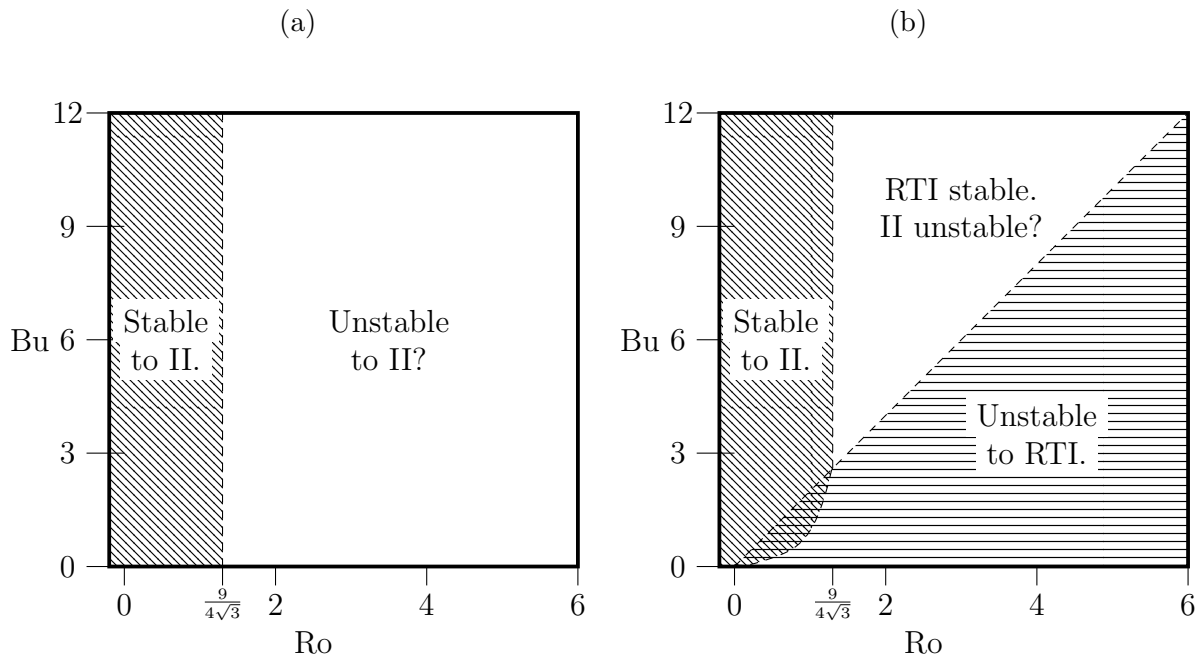 (a)
12
9
Bu 6
3
0
Stable
to II.
Unstable
to II?
0
9
4√3
2
4
6
Ro
(b)
12
9
Bu 6
3
0
RTI stable.
II unstable?
Stable
to II.
Unstable
to RTI.
0
9
4√3
2
4
6
Ro